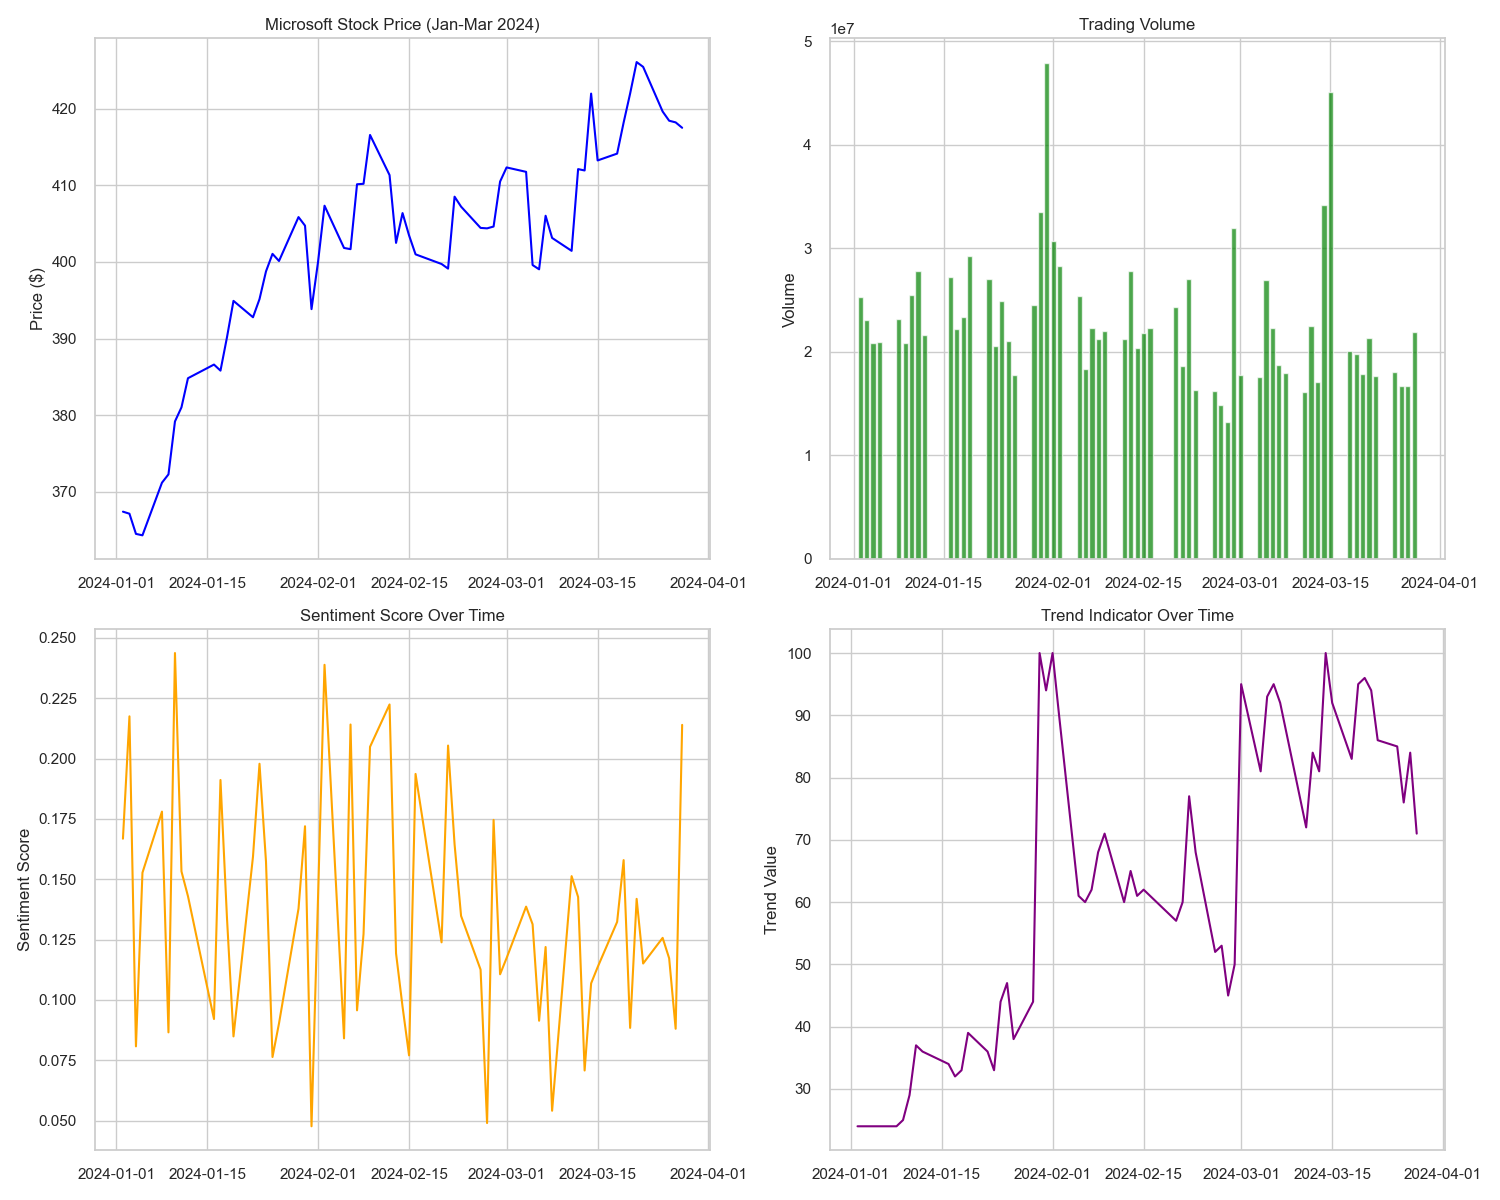 Microsoft Stock Price (Jan-Mar 2024)
Price ($)
420
410
400
390
380
370
2024-01-01 2024-01-15 2024-02-01 2024-02-15 2024-03-01 2024-03-15 2024-04-01
Trading Volume
1e7
Volume
5
4
3
2
1
0
2024-01-01 2024-01-15 2024-02-01 2024-02-15 2024-03-01 2024-03-15 2024-04-01
Sentiment Score Over Time
Sentiment Score
0.250
0.225
0.200
0.175
0.150
0.125
0.100
0.075
0.050
2024-01-01 2024-01-15 2024-02-01 2024-02-15 2024-03-01 2024-03-15 2024-04-01
Trend Indicator Over Time
Trend Value
100
90
80
70
60
50
40
30
2024-01-01 2024-01-15 2024-02-01 2024-02-15 2024-03-01 2024-03-15 2024-04-01